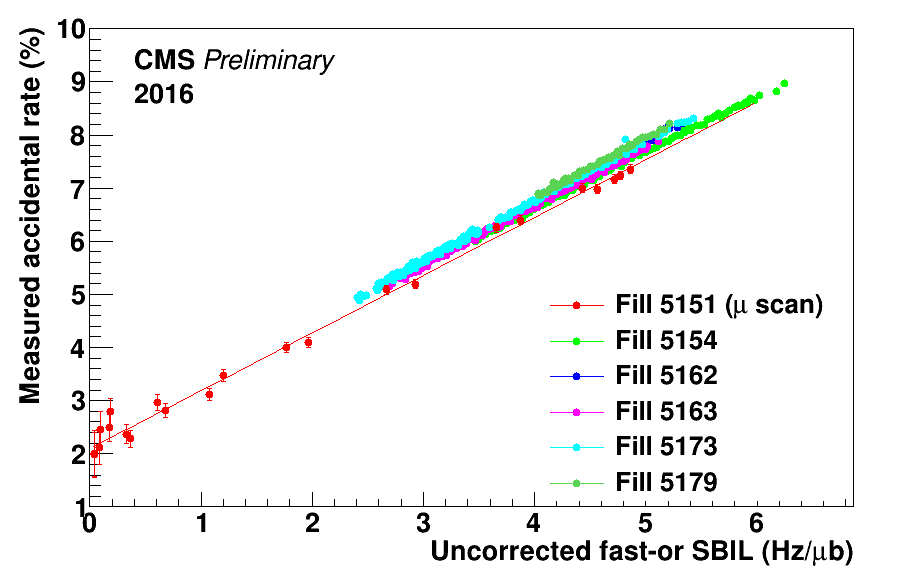 CMS Preliminary
2016
Measured accidental rate (%)
10
9
8
7
6
5
4
3
2
1
0 1 2 3 4 5 6
Uncorrected fast-or SBIL (Hz/μb)
Fill 5151 (μ scan)
Fill 5154
Fill 5162
Fill 5163
Fill 5173
Fill 5179